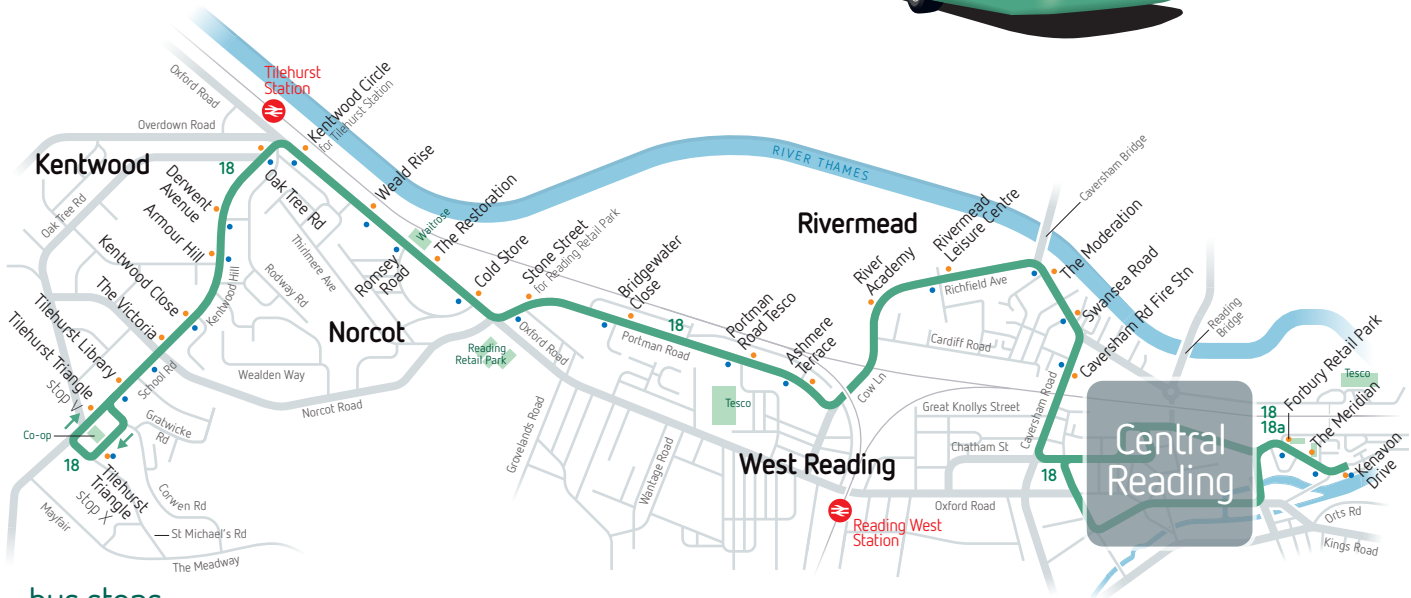 Tilehurst
Station
Oxford Road
Kentwood Circle
for Tilehurst Station
Overdown Road
Kentwood
18
Oak Tree Rd
Derwent
Avenue
Armour Hill
Kentwood Close
The Victoria
Tilehurst Library
Tilehurst Triangle
stop V
Co-op
18
Tilehurst
Triangle
stop X
Mayfair
School Rd
Gratwicke
Rd
Corwen Rd
St Michael's Rd
The Meadway
Kentwood Hill
Oak Tree Rd
Thirlmere Ave
Rodway Rd
Wealden Way
Norcot Road
Norcot
Weald Rise
Waitrose
The Restoration
Romsey
Road
Cold Store
Stone Street
for Reading Retail Park
Reading
Retail Park
Oxford Road
Bridgewater
Close
18
Portman Road
Portman
Road Tesco
Tesco
Ashmere
Terrace
Grovelands Road
Wantage Road
West Reading
Reading West
Station
Cow Ln
RIVER THAMES
Rivermead
River
Academy
Rivermead
Leisure Centre
Richfield Ave
Cardiff Road
Caversham Bridge
The Moderation
Swansea Road
Caversham Rd Fire Stn
Caversham Road
Great Knollys Street
Chatham St
18
Oxford Road
Reading
Bridge
Central
Reading
18
18a
Forbury Retail Park
Tesco
The Meridian
Kenavon
Drive
Orts Rd
Kings Road
bus stops